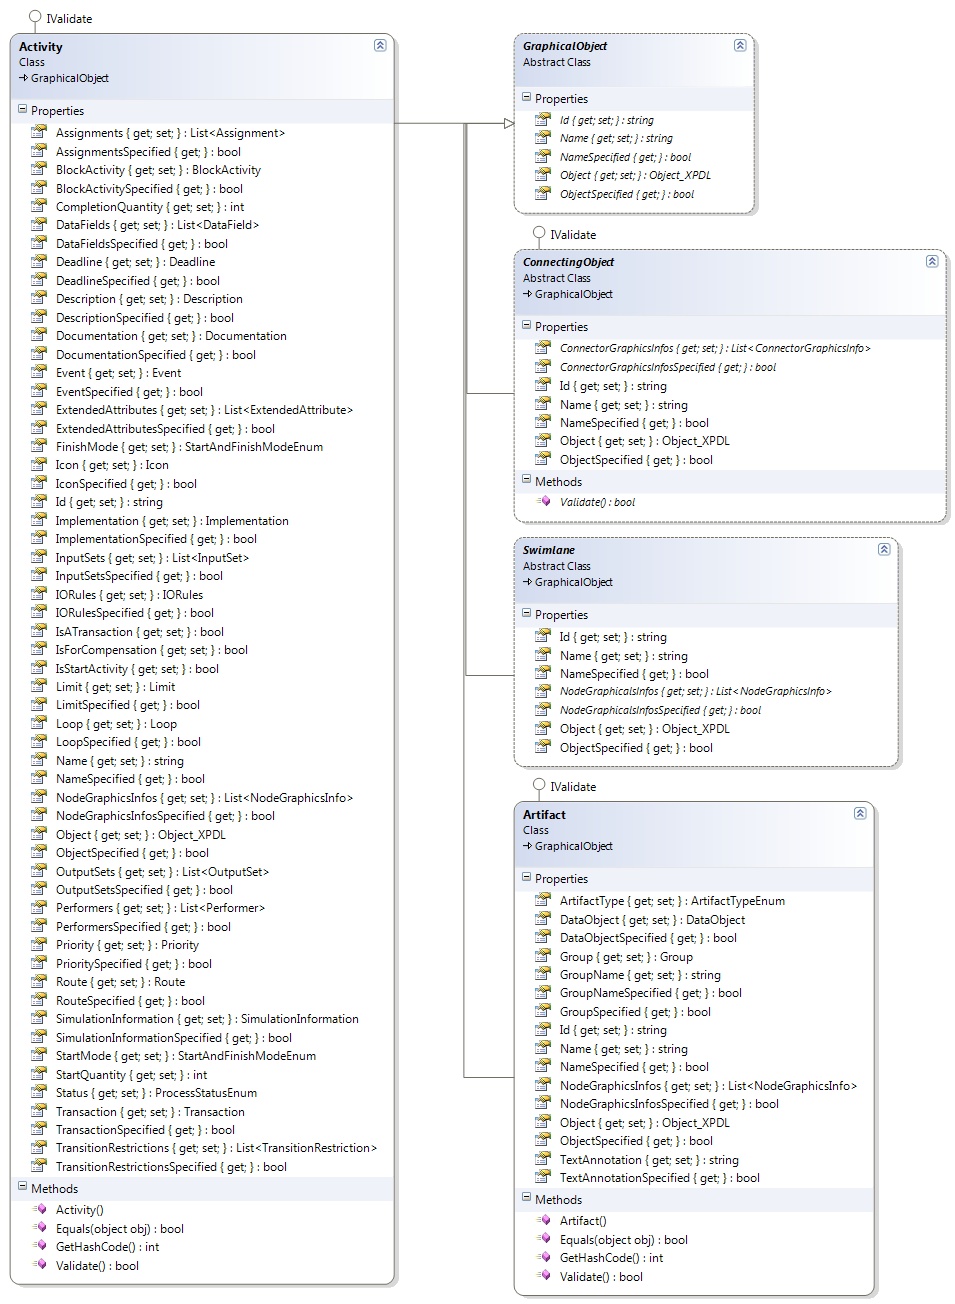 IValidate
Activity
Class
GraphicalObject
Properties
Assignments { get; set; } : List<Assignment>
AssignmentsSpecified { get; } : bool
BlockActivity { get; set; } : BlockActivity
BlockActivitySpecified { get; } : bool
CompletionQuantity { get; set; } : int
DataFields { get; set; } : List<DataField>
DataFieldsSpecified { get; } : bool
Deadline { get; set; } : Deadline
DeadlineSpecified { get; } : bool
Description { get; set; } : Description
DescriptionSpecified { get; } : bool
Documentation { get; set; } : Documentation
DocumentationSpecified { get; } : bool
Event { get; set; } : Event
EventSpecified { get; } : bool
ExtendedAttributes { get; set; } : List<ExtendedAttribute>
ExtendedAttributesSpecified { get; } : bool
FinishMode { get; set; } : StartAndFinishModeEnum
Icon { get; set; } : Icon
IconSpecified { get; } : bool
Id { get; set; } : string
Implementation { get; set; } : Implementation
ImplementationSpecified { get; } : bool
InputSets { get; set; } : List<InputSet>
InputSetsSpecified { get; } : bool
IORules { get; set; } : IORules
IORulesSpecified { get; } : bool
IsATransaction { get; set; } : bool
IsForCompensation { get; set; } : bool
IsStartActivity { get; set; } : bool
Limit { get; set; } : Limit
LimitSpecified { get; } : bool
Loop { get; set; } : Loop
LoopSpecified { get; } : bool
Name { get; set; } : string
NameSpecified { get; } : bool
NodeGraphicsInfos { get; set; } : List<NodeGraphicsInfo>
NodeGraphicsInfosSpecified { get; } : bool
Object { get; set; } : Object_XPDL
ObjectSpecified { get; } : bool
OutputSets { get; set; } : List<OutputSet>
OutputSetsSpecified { get; } : bool
Performers { get; set; } : List<Performer>
PerformersSpecified { get; } : bool
Priority { get; set; } : Priority
PrioritySpecified { get; } : bool
Route { get; set; } : Route
RouteSpecified { get; } : bool
SimulationInformation { get; set; } : SimulationInformation
SimulationInformationSpecified { get; } : bool
StartMode { get; set; } : StartAndFinishModeEnum
StartQuantity { get; set; } : int
Status { get; set; } : ProcessStatusEnum
Transaction { get; set; } : Transaction
TransactionSpecified { get; } : bool
TransitionRestrictions { get; set; } : List<TransitionRestriction>
TransitionRestrictionsSpecified { get; } : bool
Methods
Activity()
Equals(object obj) : bool
GetHashCode() : int
Validate() : bool
GraphicalObject
Abstract Class
Properties
Id { get; set; } : string
Name { get; set; } : string
NameSpecified { get; } : bool
Object { get; set; } : Object_XPDL
ObjectSpecified { get; } : bool
IValidate
ConnectingObject
Abstract Class
GraphicalObject
Properties
ConnectorGraphicsInfos { get; set; } : List<ConnectorGraphicsInfo>
ConnectorGraphicsInfosSpecified { get; } : bool
Id { get; set; } : string
Name { get; set; } : string
NameSpecified { get; } : bool
Object { get; set; } : Object_XPDL
ObjectSpecified { get; } : bool
Methods
Validate() : bool
Swimlane
Abstract Class
GraphicalObject
Properties
Id { get; set; } : string
Name { get; set; } : string
NameSpecified { get; } : bool
NodeGraphicalsInfos { get; set; } : List<NodeGraphicsInfo>
NodeGraphicalsInfosSpecified { get; } : bool
Object { get; set; } : Object_XPDL
ObjectSpecified { get; } : bool
IValidate
Artifact
Class
GraphicalObject
Properties
ArtifactType { get; set; } : ArtifactTypeEnum
DataObject { get; set; } : DataObject
DataObjectSpecified { get; } : bool
Group { get; set; } : Group
GroupName { get; set; } : string
GroupNameSpecified { get; } : bool
GroupSpecified { get; } : bool
Id { get; set; } : string
Name { get; set; } : string
NameSpecified { get; } : bool
NodeGraphicsInfos { get; set; } : List<NodeGraphicsInfo>
NodeGraphicsInfosSpecified { get; } : bool
Object { get; set; } : Object_XPDL
ObjectSpecified { get; } : bool
TextAnnotation { get; set; } : string
TextAnnotationSpecified { get; } : bool
Methods
Artifact()
Equals(object obj) : bool
GetHashCode() : int
Validate() : bool